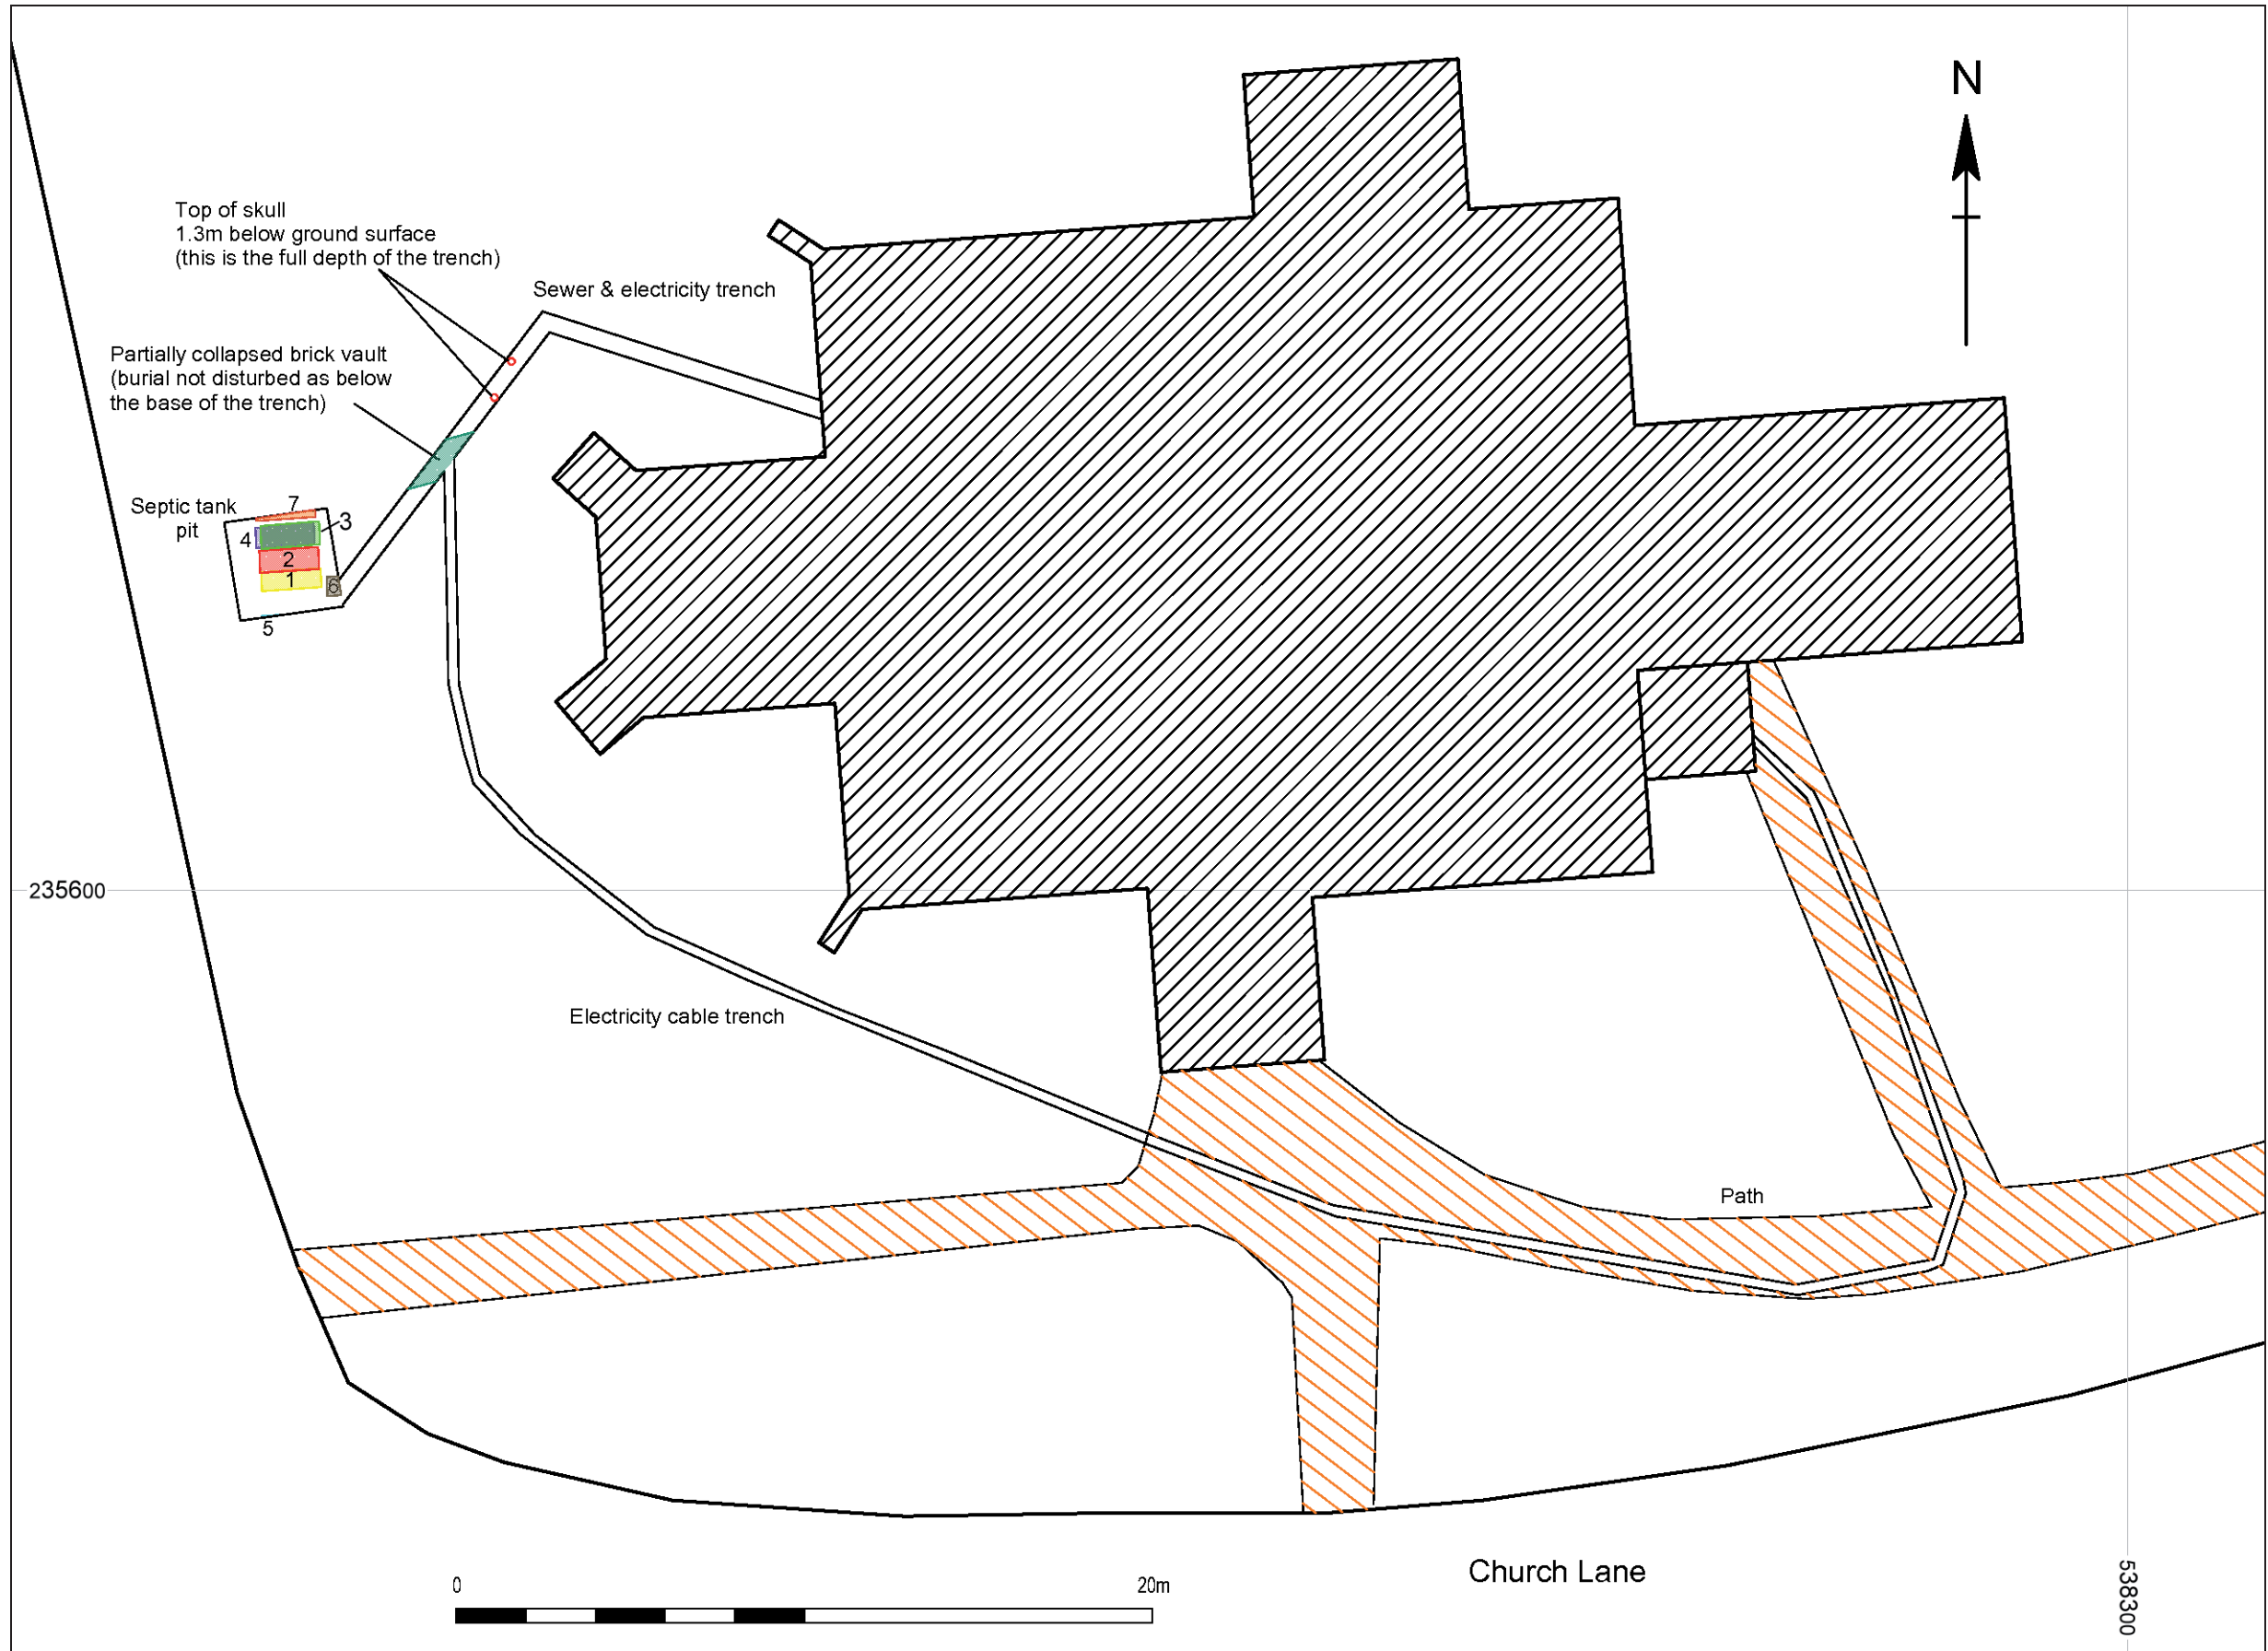 N
Top of skull
1.3m below ground surface
(this is the full depth of the trench)
Sewer & electricity trench
Partially collapsed brick vault
(burial not disturbed as below
the base of the trench)
Septic tank
pit
7
3
4
2
1
6
5
235600
Electricity cable trench
Path
Church Lane
0
20m
538300